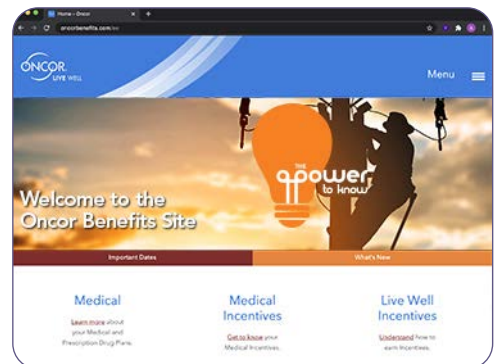 Home – Oncor
oncorbenefits.com/en
ONCOR.
LIVE WELL
Menu
THE
power
to know
Welcome to the
Oncor Benefits Site
Important Dates
What's New
Medical
Learn more about
your Medical and
Prescription Drug Plans.
Medical
Incentives
Get to know your
Medical Incentives.
Live Well
Incentives
Understand how to
earn Incentives.